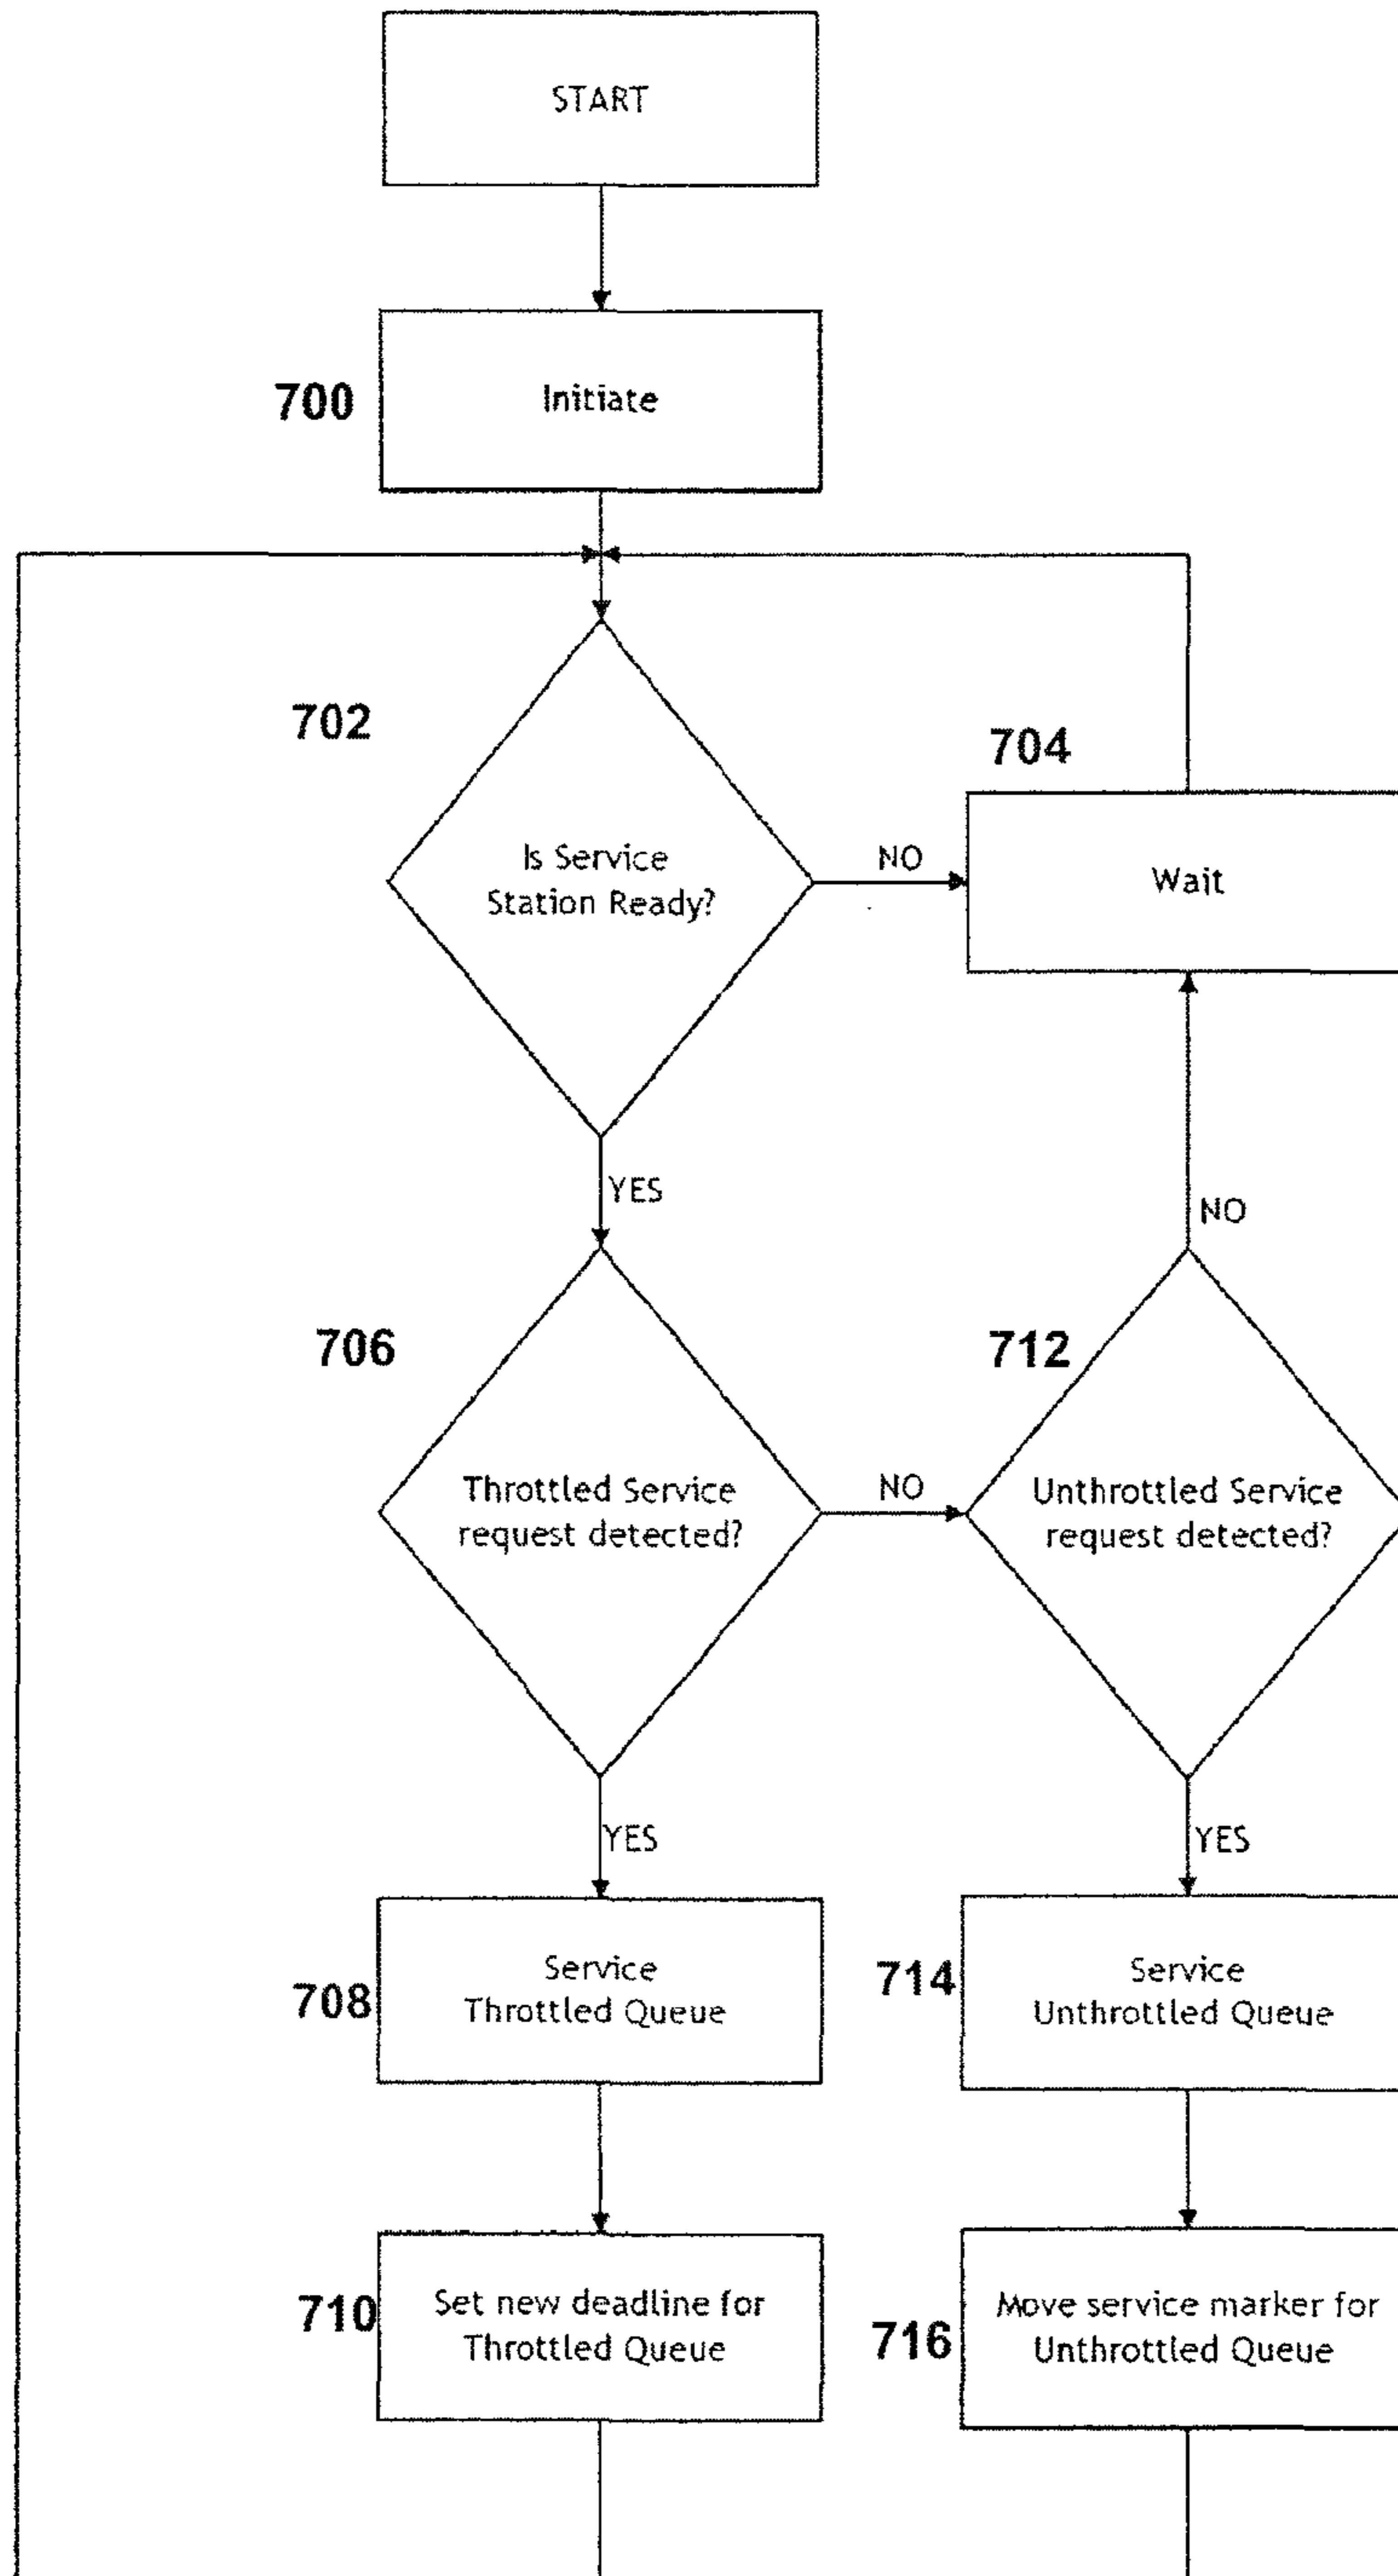 START
700
Initiate
702
704
Is Service
Station Ready?
NO
Wait
YES
NO
706
712
Throttled Service
request detected?
NO
Unthrottled Service
request detected?
YES
YES
708
Service
Throttled Queue
714
Service
Unthrottled Queue
710
Set new deadline for
Throttled Queue
716
Move service marker for
Unthrottled Queue